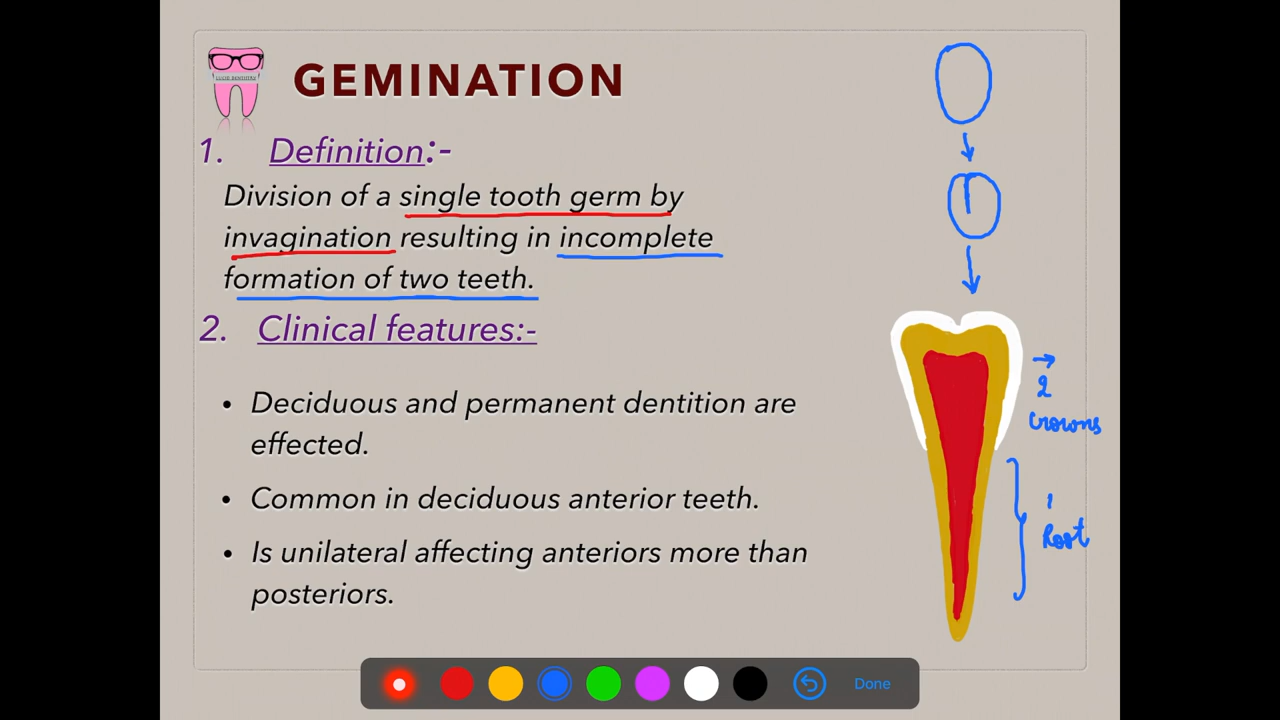 GEMINATION
1. Definition:-
Division of a single tooth germ by
invagination resulting in incomplete
formation of two teeth.
2. Clinical features:-
• Deciduous and permanent dentition are
effected.
• Common in deciduous anterior teeth.
• Is unilateral affecting anteriors more than
posteriors.
2
crowns
1
Root
Done